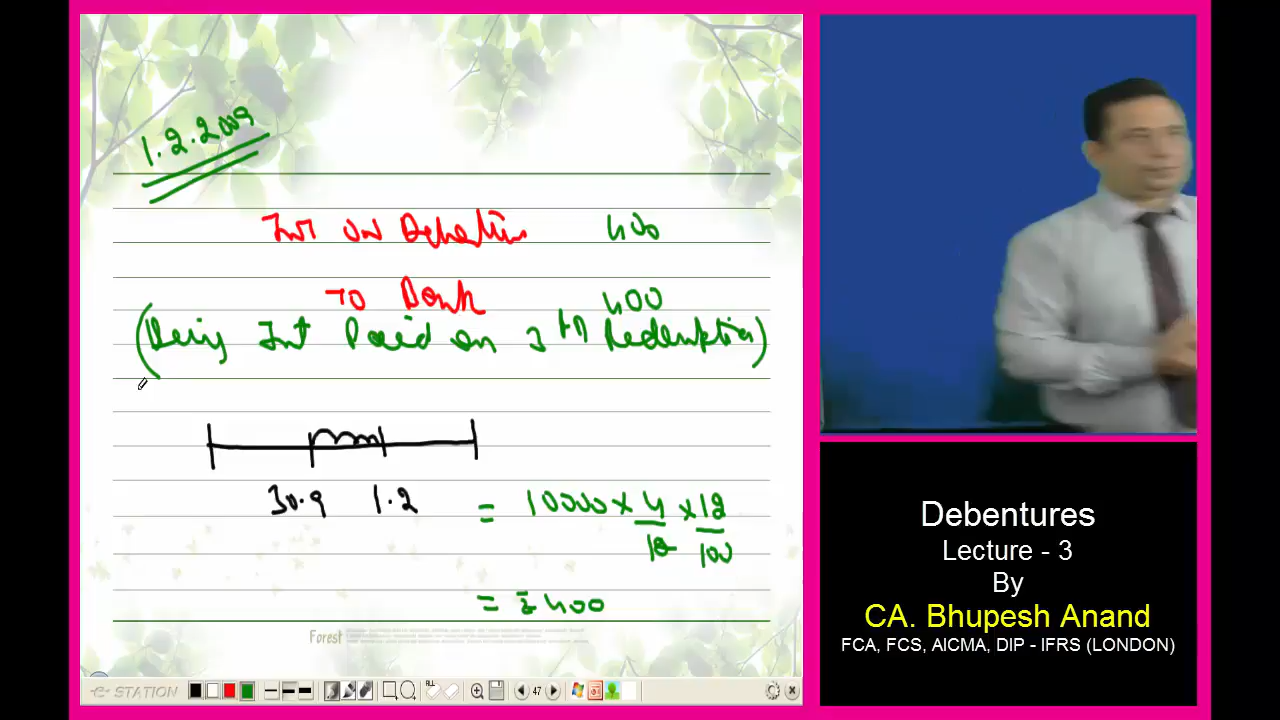 1.2.2009
Int on Debenture 400
To Bank 400
(Being Int Paid on 3rd Redemption)
30.9 1.2
= 10000 × 4/12 × 12/100
= ₹ 400
Forest
e-STATION
ALL
47
Debentures
Lecture - 3
By
CA. Bhupesh Anand
FCA, FCS, AICMA, DIP - IFRS (LONDON)